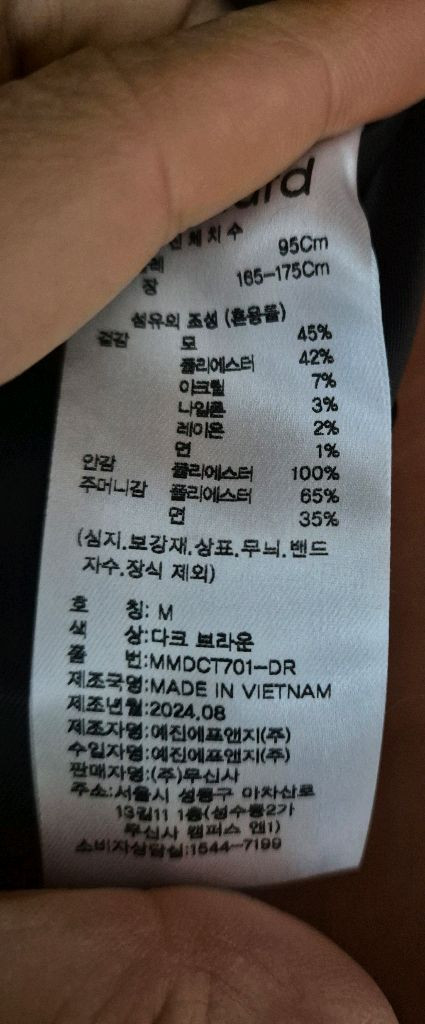 ard
신체치수
95Cm
장 165-175Cm
섬유의 조성 (혼용률)
겉감 모 45%
폴리에스터 42%
아크릴 7%
나일론 3%
레이온 2%
면 1%
안감 폴리에스터 100%
주머니감 폴리에스터 65%
면 35%
(심지.보강재.상표.무늬.밴드
자수.장식 제외)
호 칭: M
색 상:다크 브라운
품 번:MMDCT701-DR
제조국명:MADE IN VIETNAM
제조년월:2024.08
제조자명:예진에프앤지(주)
수입자명:예진에프앤지(주)
판매자명:(주)무신사
주소:서울시 성동구 아차산로
13길11 1층(성수동2가
무신사 캠퍼스 엔1)
소비자상담실:1544-7199